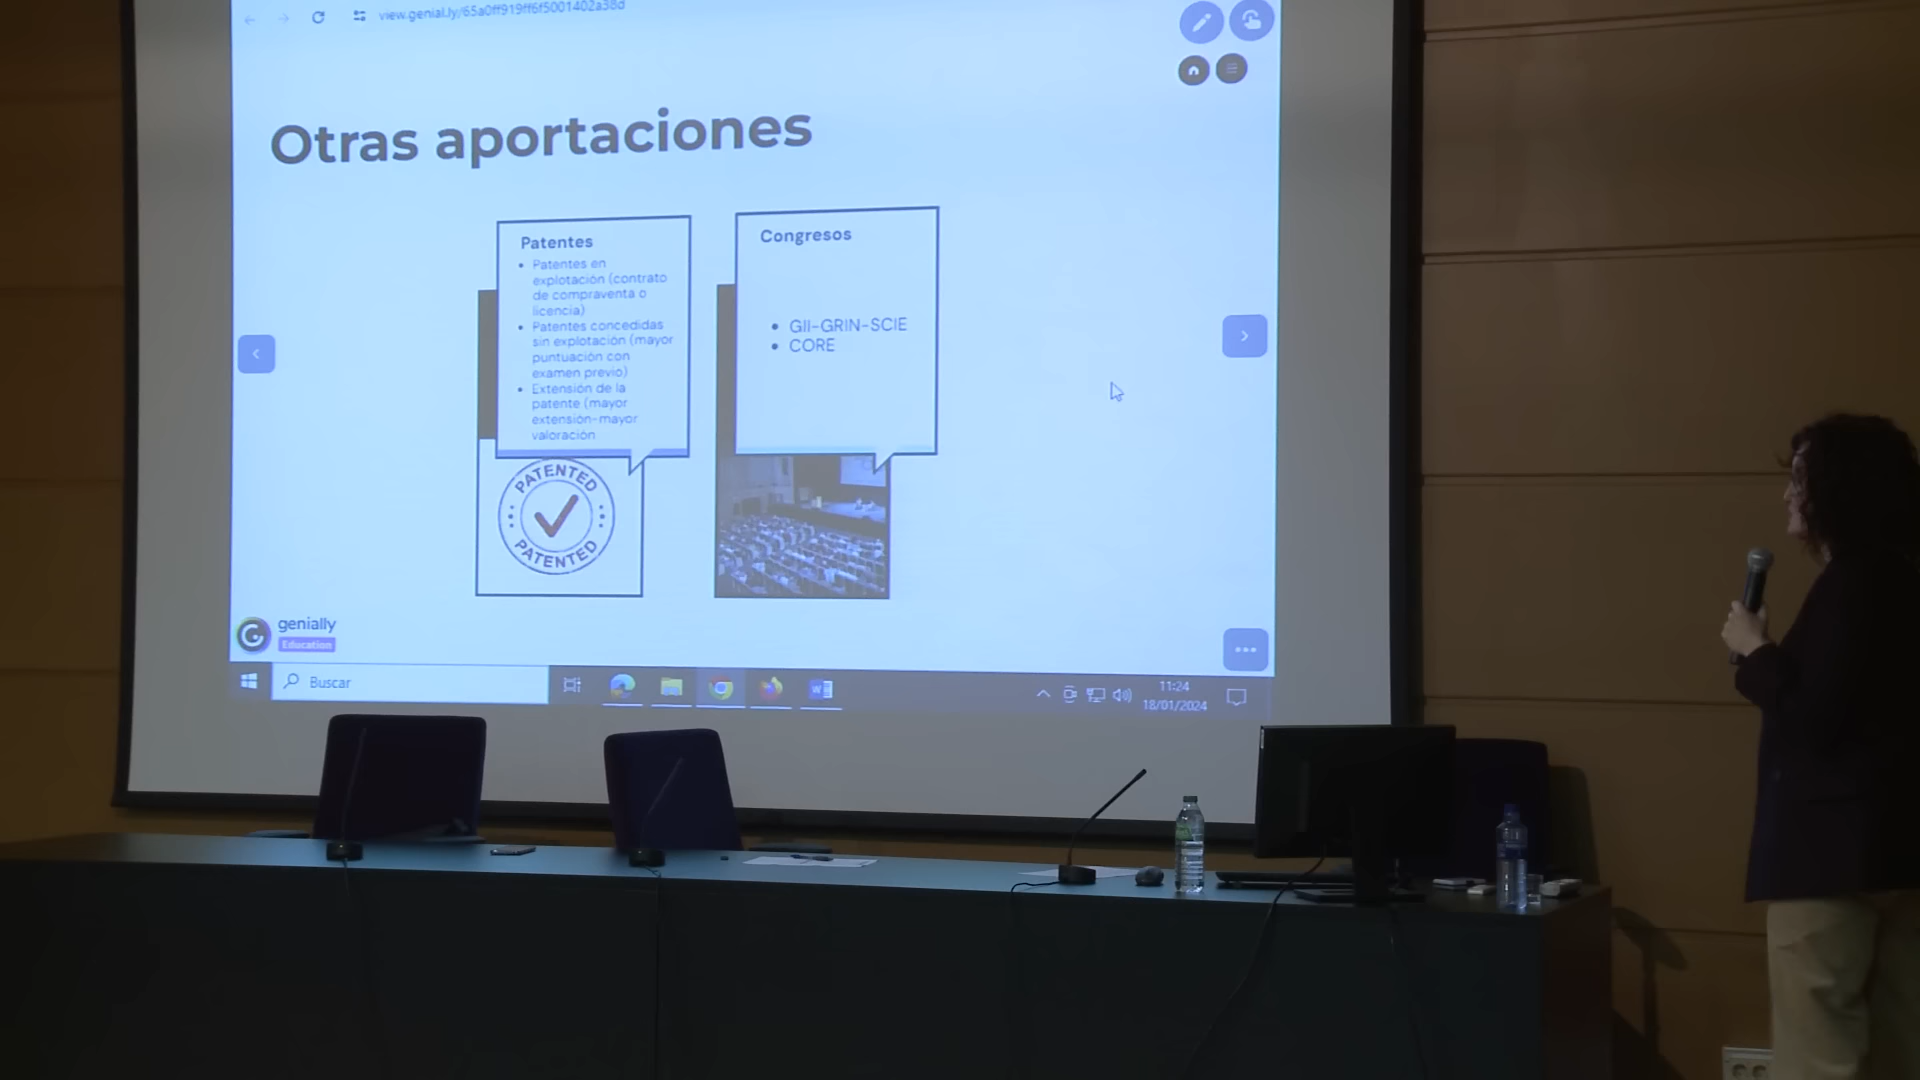 view.genial.ly/65a0ff919ff6f5001402a38d
Otras aportaciones
Patentes
• Patentes en
explotación (contrato
de compraventa o
licencia)
• Patentes concedidas
sin explotación (mayor
puntuación con
examen previo)
• Extensión de la
patente (mayor
extensión-mayor
valoración
PATENTED
PATENTED
Congresos
• GII-GRIN-SCIE
• CORE
genially
Education
Buscar
11:24
18/01/2024